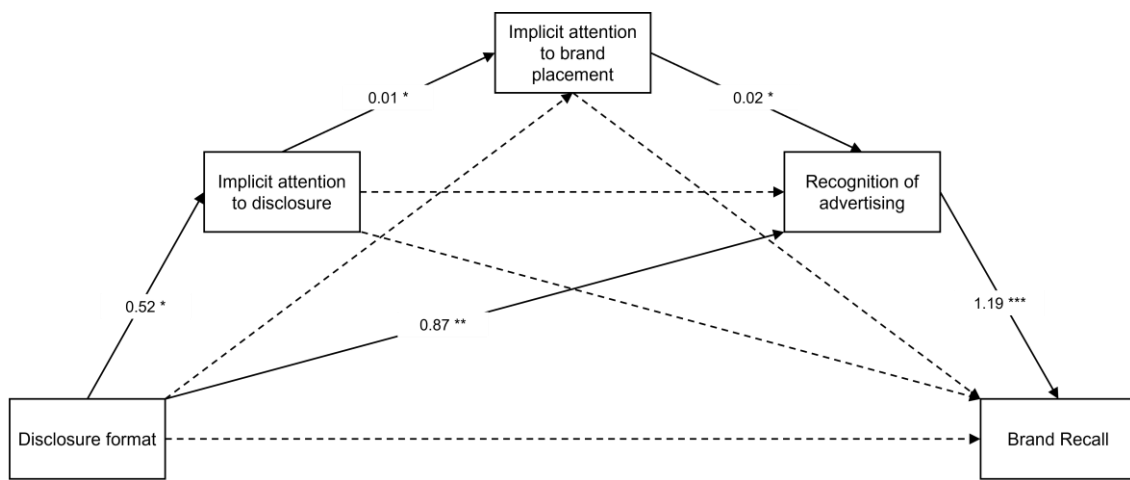 Implicit attention
to brand
placement
0.01 *
0.02 *
Implicit attention
to disclosure
Recognition of
advertising
0.52 *
0.87 **
1.19 ***
Disclosure format
Brand Recall